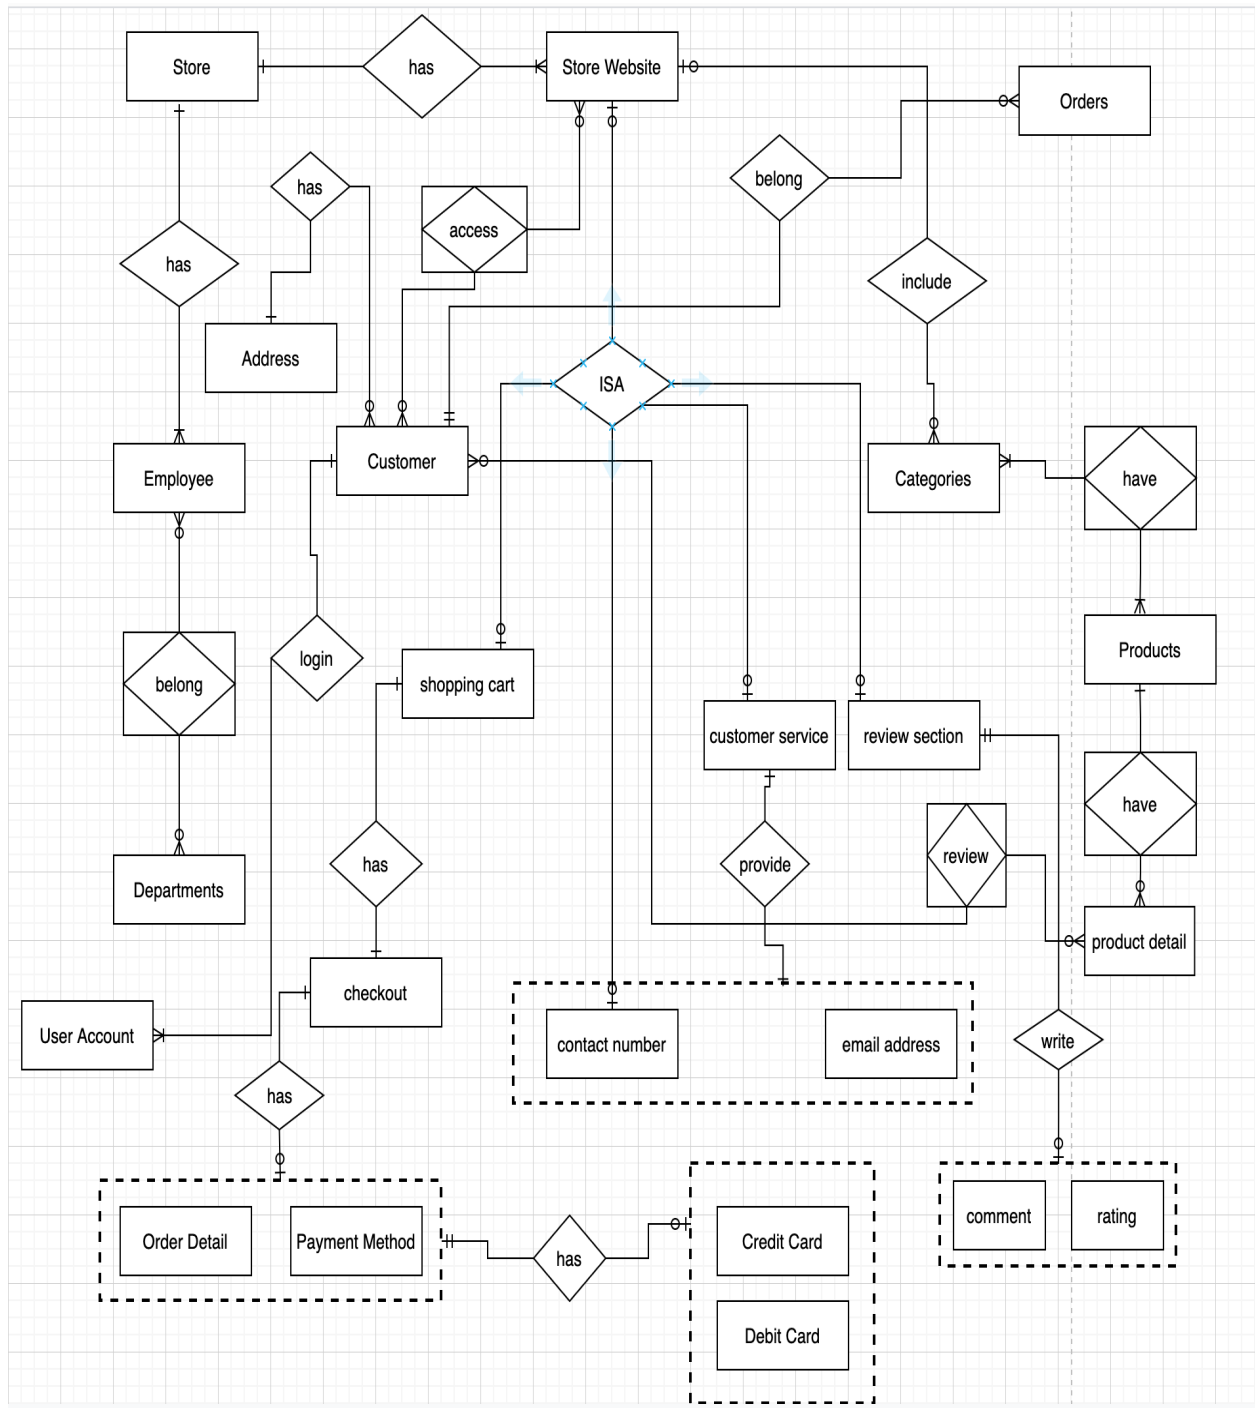 Store
has
Store Website
Orders
has
belong
access
has
include
Address
ISA
Customer
Employee
Categories
have
login
Products
belong
shopping cart
customer service
review section
have
review
has
provide
Departments
product detail
checkout
User Account
contact number
email address
write
has
comment
rating
Order Detail
Payment Method
has
Credit Card
Debit Card